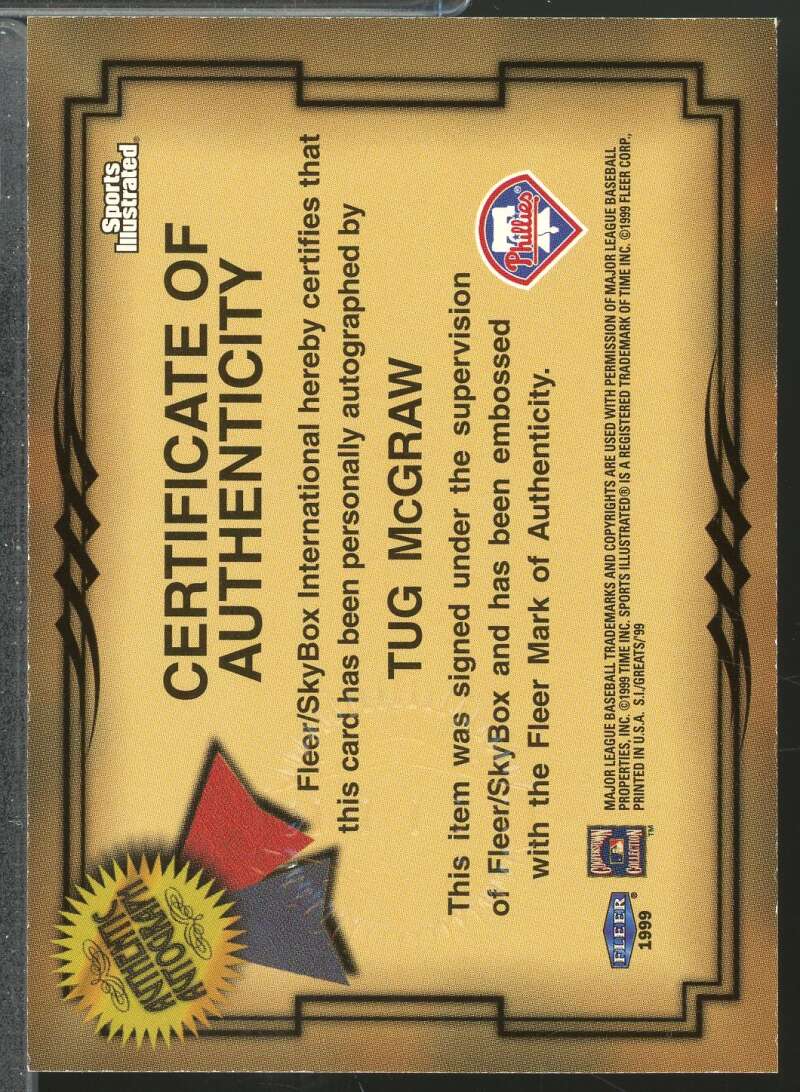 Sports
Illustrated®
CERTIFICATE OF
AUTHENTICITY
AUTHENTIC
AUTOGRAPH
Fleer/SkyBox International hereby certifies that
this card has been personally autographed by
TUG McGRAW
This item was signed under the supervision
of Fleer/SkyBox and has been embossed
with the Fleer Mark of Authenticity.
Phillies®
FLEER®
1999
COOPERSTOWN
COLLECTION
™
MAJOR LEAGUE BASEBALL TRADEMARKS AND COPYRIGHTS ARE USED WITH PERMISSION OF MAJOR LEAGUE BASEBALL
PROPERTIES, INC. ©1999 TIME INC. SPORTS ILLUSTRATED® IS A REGISTERED TRADEMARK OF TIME INC. ©1999 FLEER CORP.,
PRINTED IN U.S.A. S.I./GREATS/'99